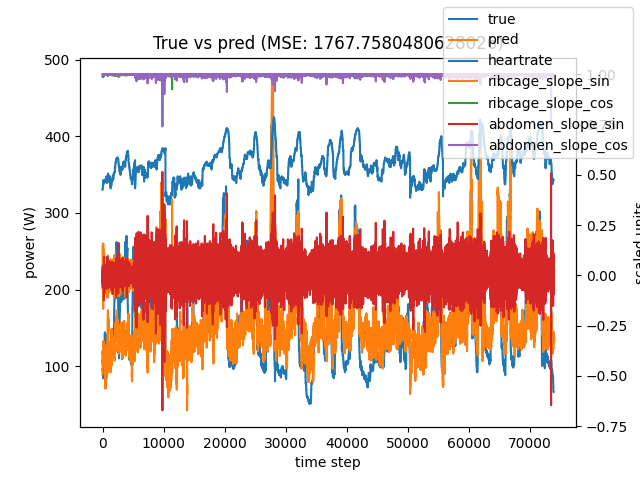 True vs pred (MSE: 1767.7580480628028)
true
pred
heartrate
ribcage_slope_sin
ribcage_slope_cos
abdomen_slope_sin
abdomen_slope_cos
500
400
300
200
100
power (W)
0
10000
20000
30000
40000
50000
60000
70000
time step
1.00
0.75
0.50
0.25
0.00
−0.25
−0.50
−0.75
scaled units